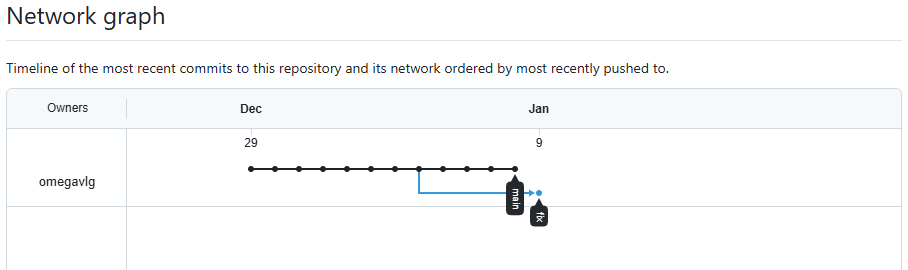 Network graph
Timeline of the most recent commits to this repository and its network ordered by most recently pushed to.
Owners Dec Jan
29 9
omegavlg
main
fix